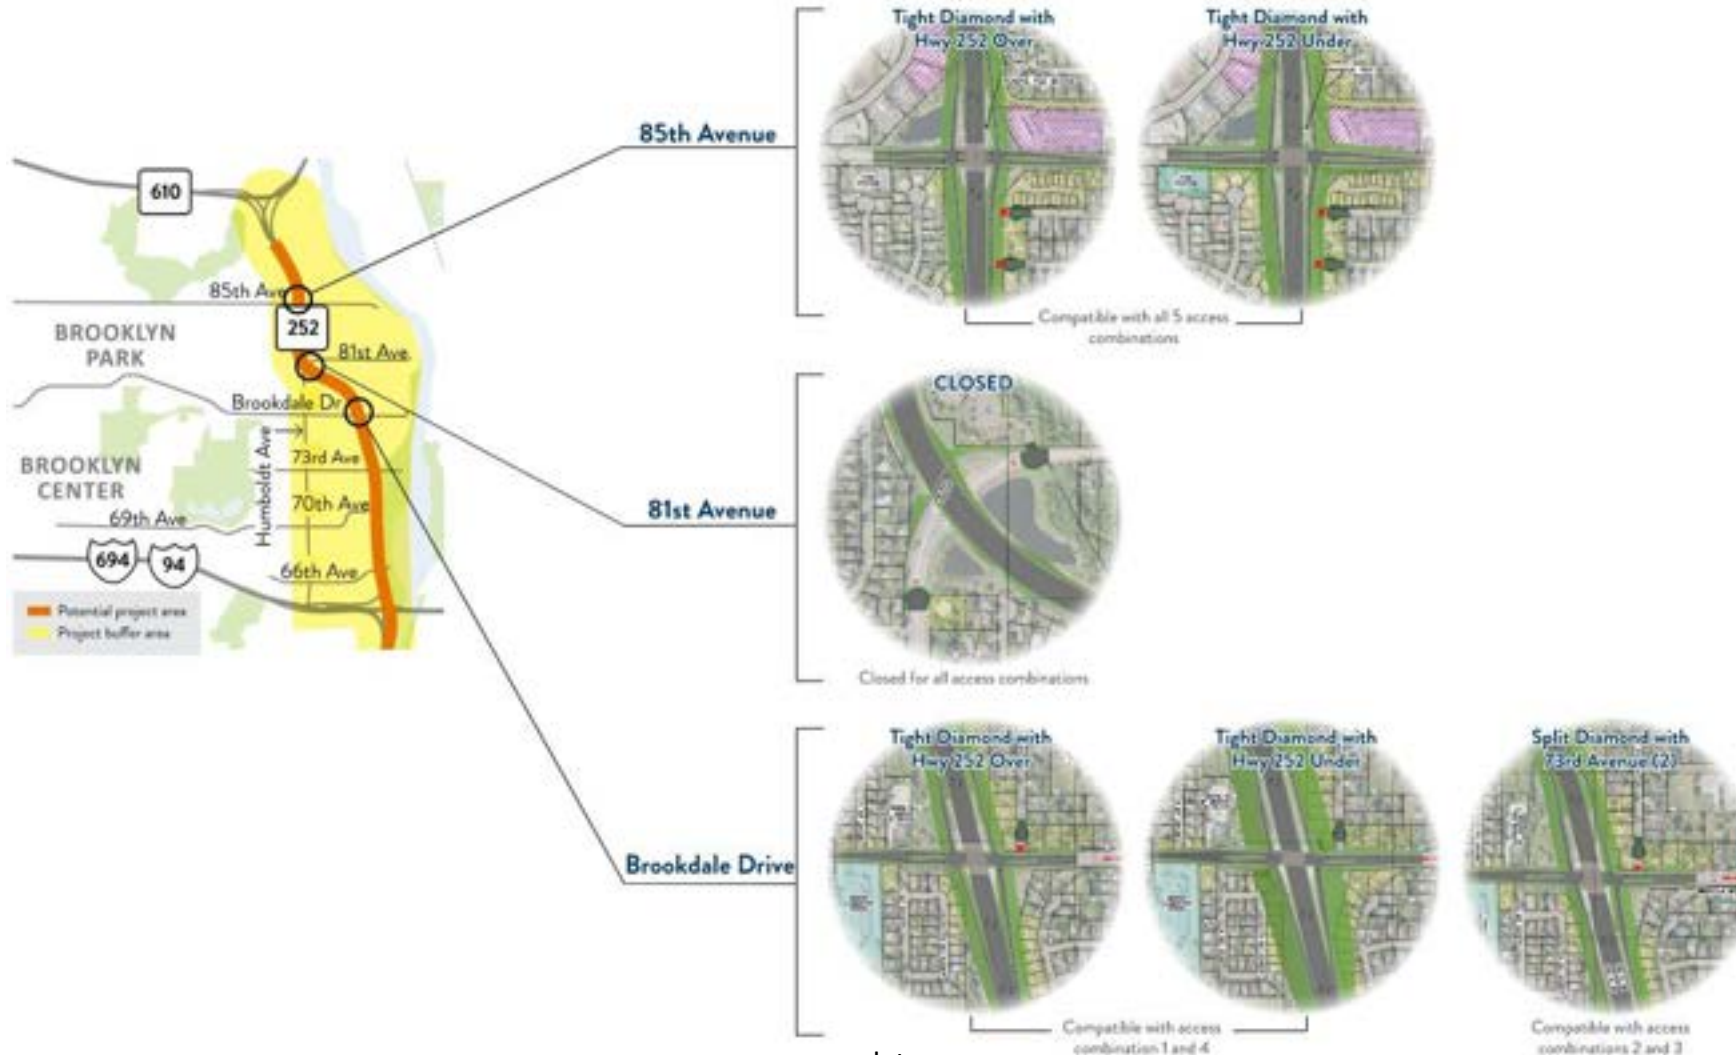 Tight Diamond with
Hwy 252 Over
Tight Diamond with
Hwy 252 Under
85th Avenue
Compatible with all 5 access
combinations
610
85th Ave
252
BROOKLYN
PARK
81st Ave
Brookdale Dr
Humboldt Ave
73rd Ave
BROOKLYN
CENTER
70th Ave
69th Ave
694
94
66th Ave
Potential project area
Project buffer area
81st Avenue
CLOSED
Closed for all access combinations
Brookdale Drive
Tight Diamond with
Hwy 252 Over
Tight Diamond with
Hwy 252 Under
Split Diamond with
73rd Avenue (2)
Compatible with access
combination 1 and 4
Compatible with access
combinations 2 and 3